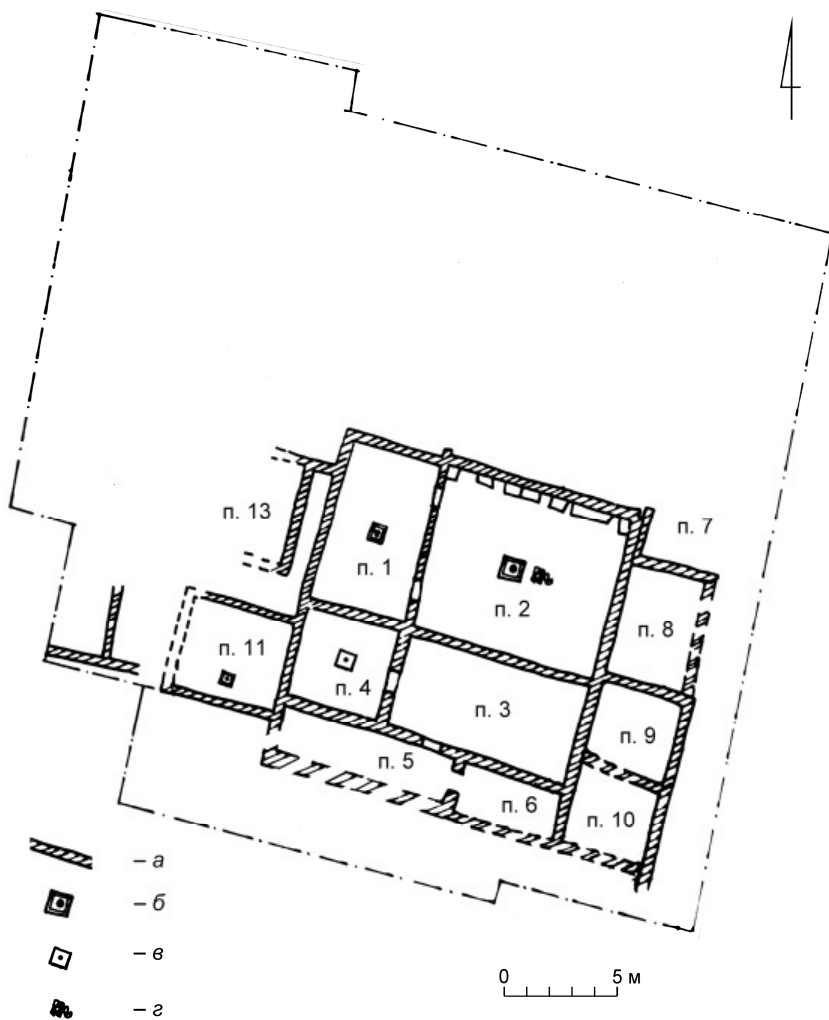 п. 7
п. 13
п. 1
п. 2
п. 8
п. 11
п. 4
п. 3
п. 9
п. 5
п. 6
п. 10
– а
– б
– в
– г
0 5 м